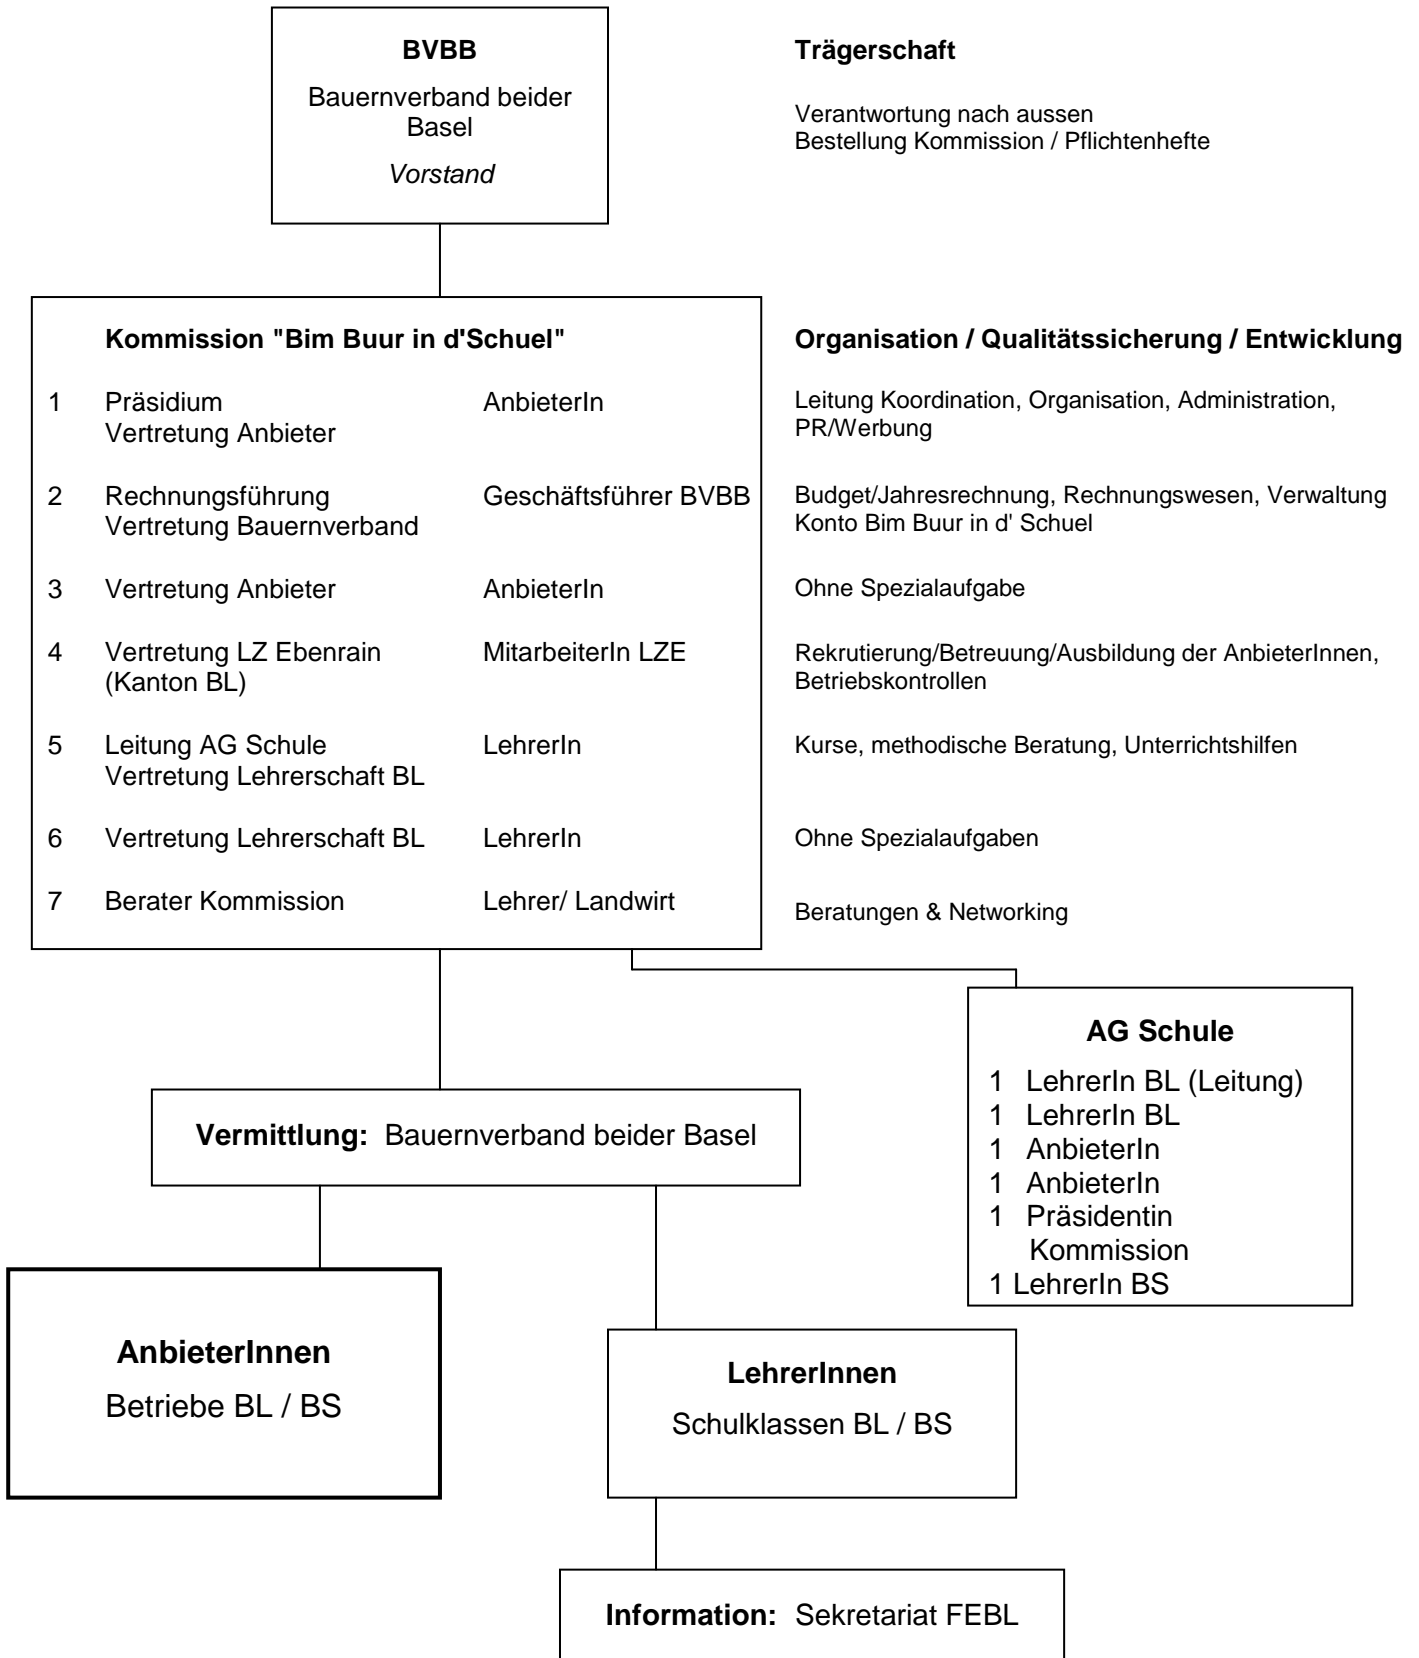 BVBB
Bauernverband beider
Basel
Vorstand
Trägerschaft
Verantwortung nach aussen
Bestellung Kommission / Pflichtenhefte
Kommission "Bim Buur in d'Schuel"
Organisation / Qualitätssicherung / Entwicklung
1 Präsidium AnbieterIn
Vertretung Anbieter
Leitung Koordination, Organisation, Administration,
PR/Werbung
2 Rechnungsführung Geschäftsführer BVBB
Vertretung Bauernverband
Budget/Jahresrechnung, Rechnungswesen, Verwaltung
Konto Bim Buur in d' Schuel
3 Vertretung Anbieter AnbieterIn
Ohne Spezialaufgabe
4 Vertretung LZ Ebenrain MitarbeiterIn LZE
(Kanton BL)
Rekrutierung/Betreuung/Ausbildung der AnbieterInnen,
Betriebskontrollen
5 Leitung AG Schule LehrerIn
Vertretung Lehrerschaft BL
Kurse, methodische Beratung, Unterrichtshilfen
6 Vertretung Lehrerschaft BL LehrerIn
Ohne Spezialaufgaben
7 Berater Kommission Lehrer/ Landwirt
Beratungen & Networking
AG Schule
1 LehrerIn BL (Leitung)
1 LehrerIn BL
1 AnbieterIn
1 AnbieterIn
1 Präsidentin
Kommission
1 LehrerIn BS
Vermittlung: Bauernverband beider Basel
AnbieterInnen
Betriebe BL / BS
LehrerInnen
Schulklassen BL / BS
Information: Sekretariat FEBL